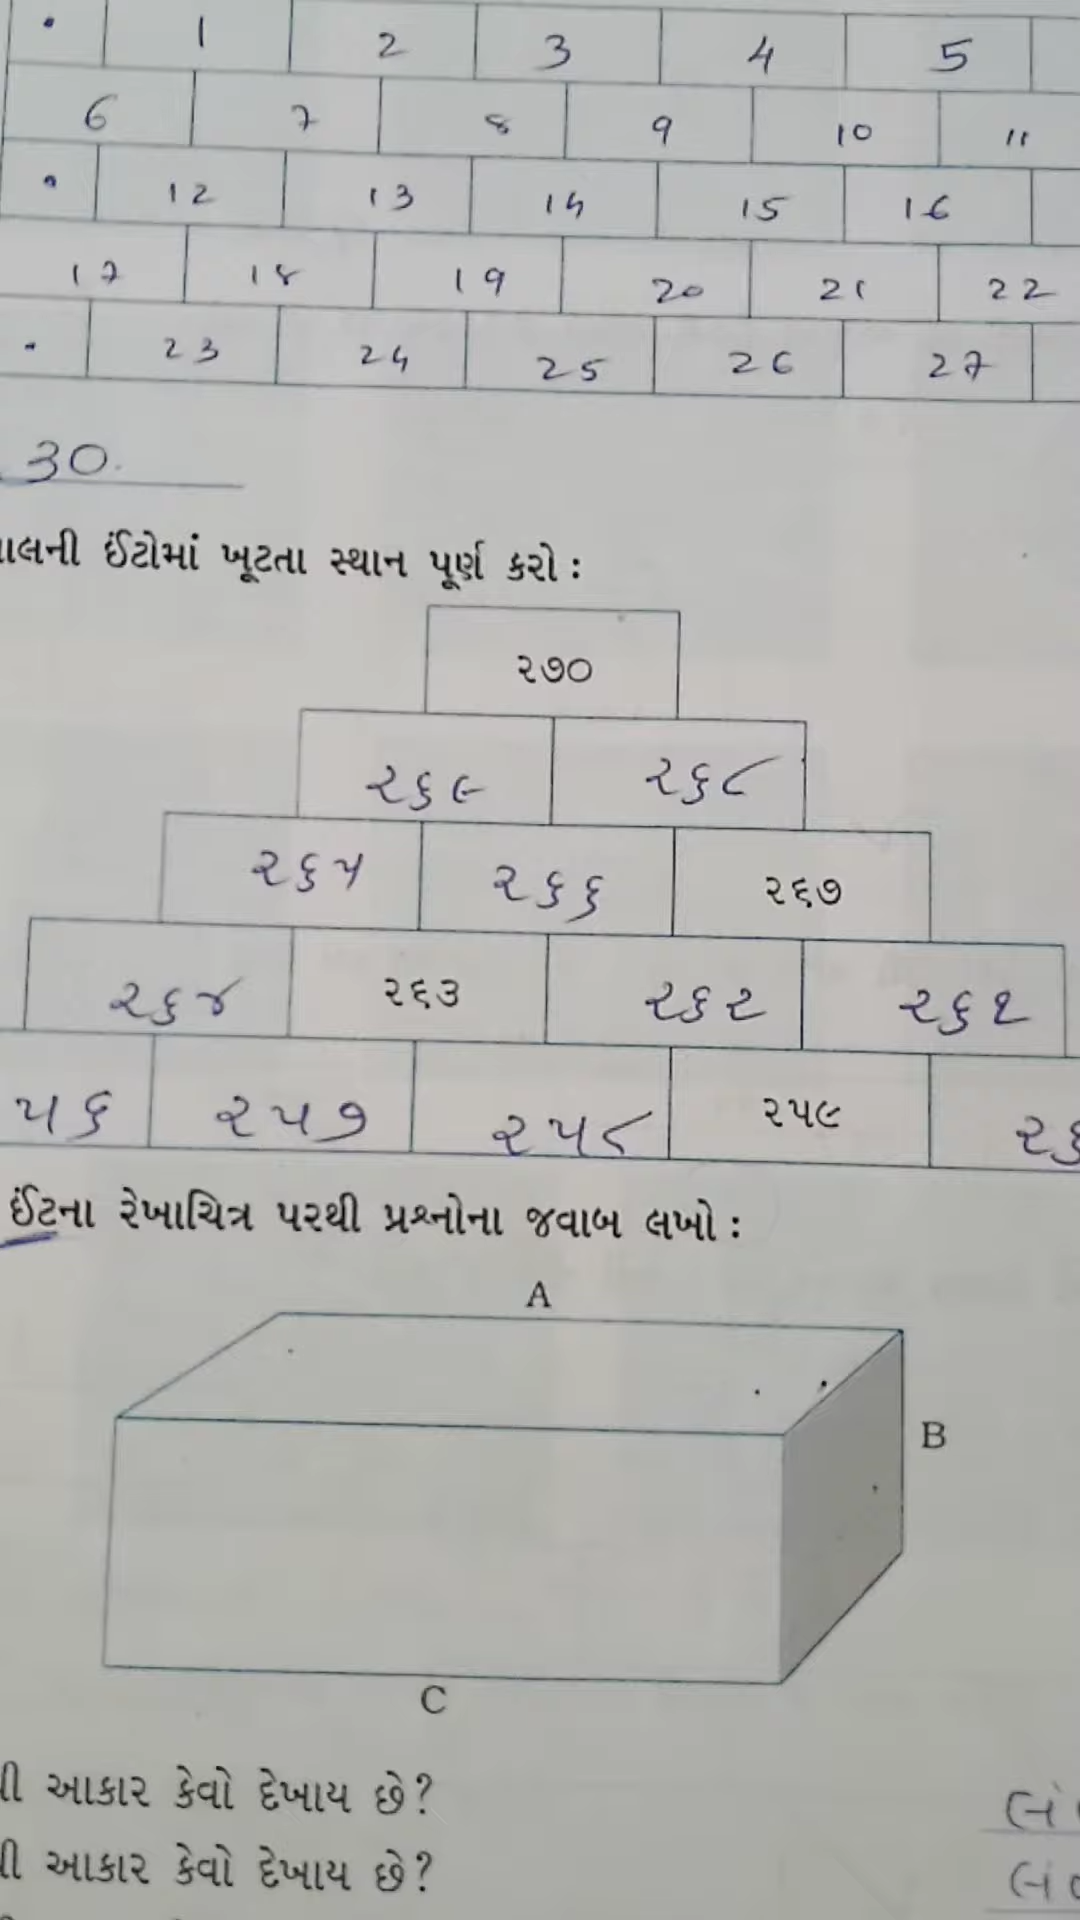 1 2 3 4 5
6 7 8 9 10 11
12 13 14 15 16
17 18 19 20 21 22
23 24 25 26 27
30.
ઈંટોમાં ખૂટતા સ્થાન પૂર્ણ કરો :
૨૭૦
૨૬૯ ૨૬૮
૨૬૫ ૨૬૬ ૨૬૭
૨૬૪ ૨૬૩ ૨૬૨ ૨૬૧
૫૬ ૨૫૭ ૨૫૮ ૨૫૯
ઈંટના રેખાચિત્ર પરથી પ્રશ્નોના જવાબ લખો :
A
B
C
આકાર કેવો દેખાય છે?
આકાર કેવો દેખાય છે?